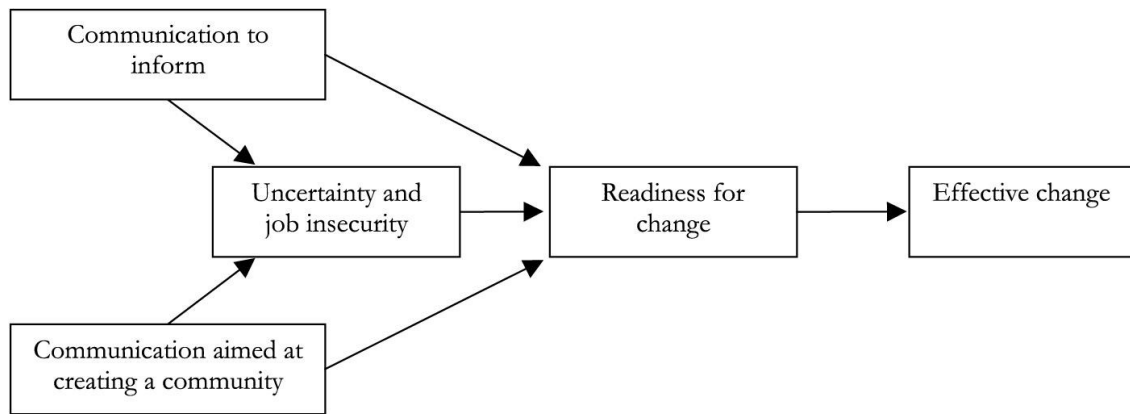 Communication to
inform
Uncertainty and
job insecurity
Readiness for
change
Effective change
Communication aimed at
creating a community